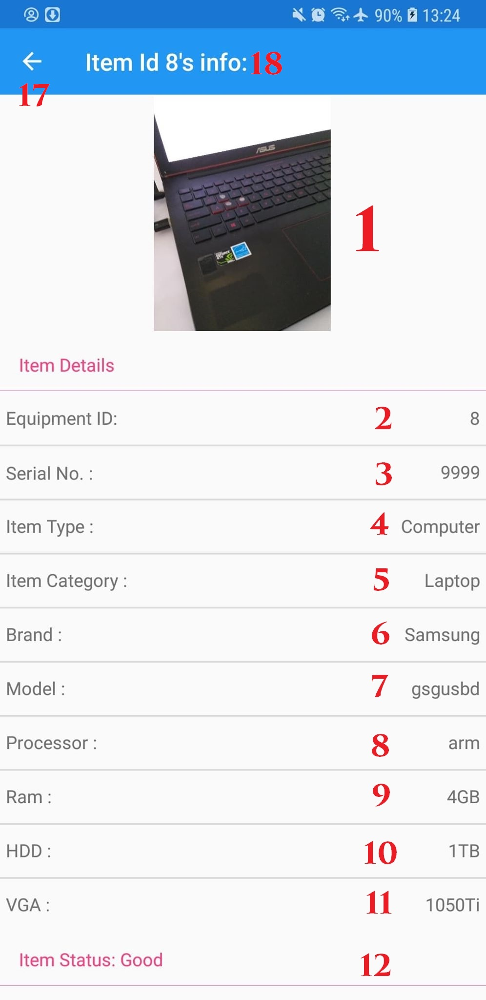 90% 13:24
Item Id 8's info: 18
17
ASUS
GEFORCE
GTX
1
Item Details
Equipment ID: 2 8
Serial No. : 3 9999
Item Type : 4 Computer
Item Category : 5 Laptop
Brand : 6 Samsung
Model : 7 gsgusbd
Processor : 8 arm
Ram : 9 4GB
HDD : 10 1TB
VGA : 11 1050Ti
Item Status: Good 12